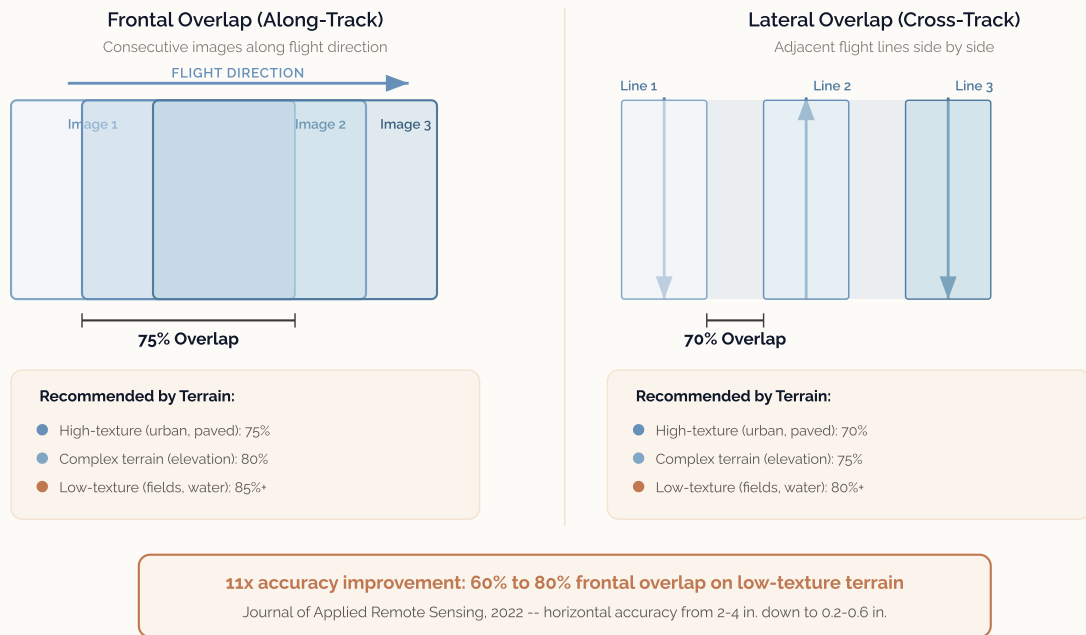 Frontal Overlap (Along-Track)
Consecutive images along flight direction
FLIGHT DIRECTION
Image 1
Image 2
Image 3
75% Overlap
Recommended by Terrain:
High-texture (urban, paved): 75%
Complex terrain (elevation): 80%
Low-texture (fields, water): 85%+
Lateral Overlap (Cross-Track)
Adjacent flight lines side by side
Line 1
Line 2
Line 3
70% Overlap
Recommended by Terrain:
High-texture (urban, paved): 70%
Complex terrain (elevation): 75%
Low-texture (fields, water): 80%+
11x accuracy improvement: 60% to 80% frontal overlap on low-texture terrain
Journal of Applied Remote Sensing, 2022 -- horizontal accuracy from 2-4 in. down to 0.2-0.6 in.